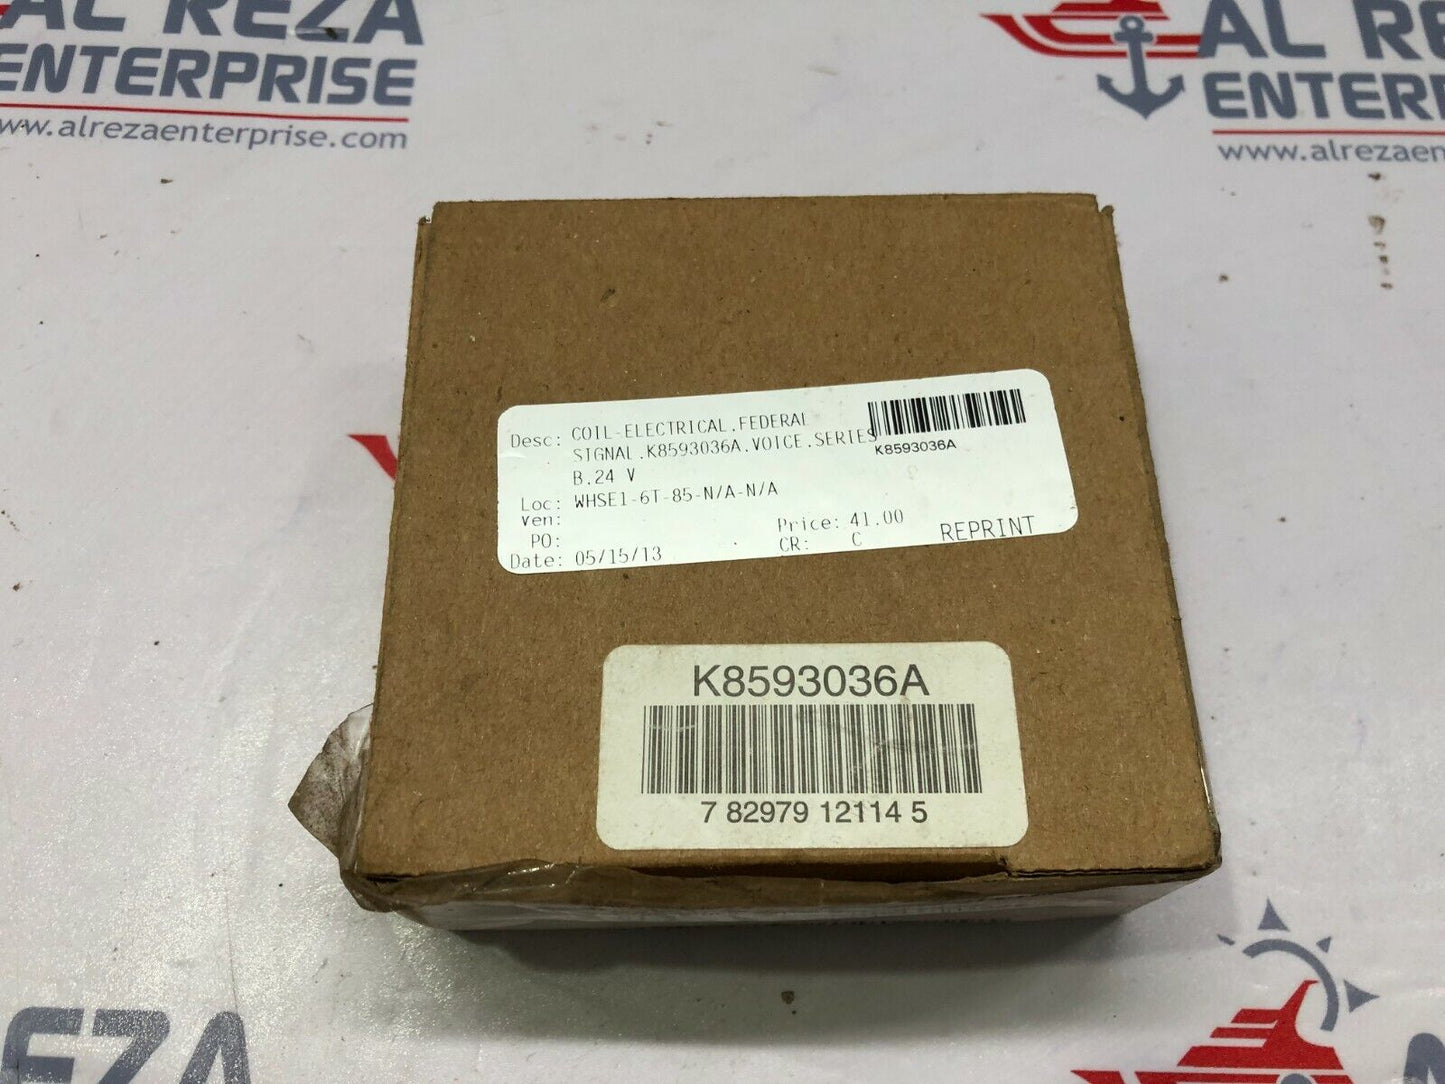 AL REZA
ENTERPRISE
www.alrezaenterprise.com
AL RE
ENTER
www.alrezaen
Desc: COIL-ELECTRICAL.FEDERAL
SIGNAL.K8593036A.VOICE.SERIES
B.24 V
K8593036A
Loc: WHSE1-6T-85-N/A-N/A
Ven:
PO:
Price: 41.00
Date: 05/15/13
CR: C
REPRINT
K8593036A
7 82979 12114 5
EZA